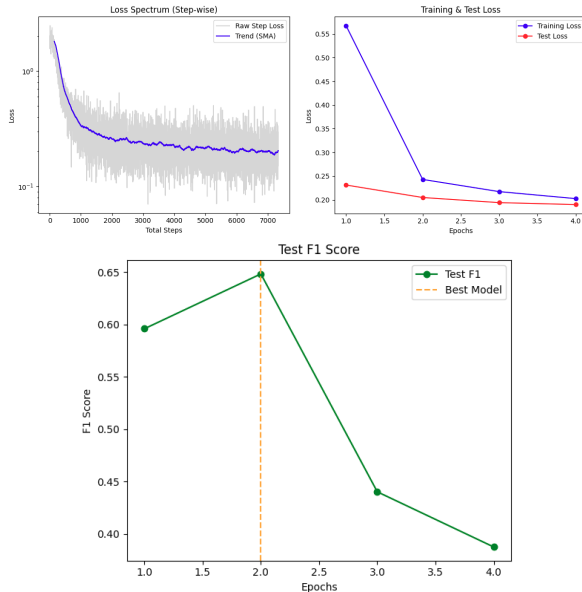 Loss Spectrum (Step-wise)
Raw Step Loss
Trend (SMA)
Loss
10⁰
10⁻¹
0 1000 2000 3000 4000 5000 6000 7000
Total Steps
Training & Test Loss
Training Loss
Test Loss
Loss
0.55
0.50
0.45
0.40
0.35
0.30
0.25
0.20
1.0 1.5 2.0 2.5 3.0 3.5 4.0
Epochs
Test F1 Score
Test F1
Best Model
F1 Score
0.65
0.60
0.55
0.50
0.45
0.40
1.0 1.5 2.0 2.5 3.0 3.5 4.0
Epochs